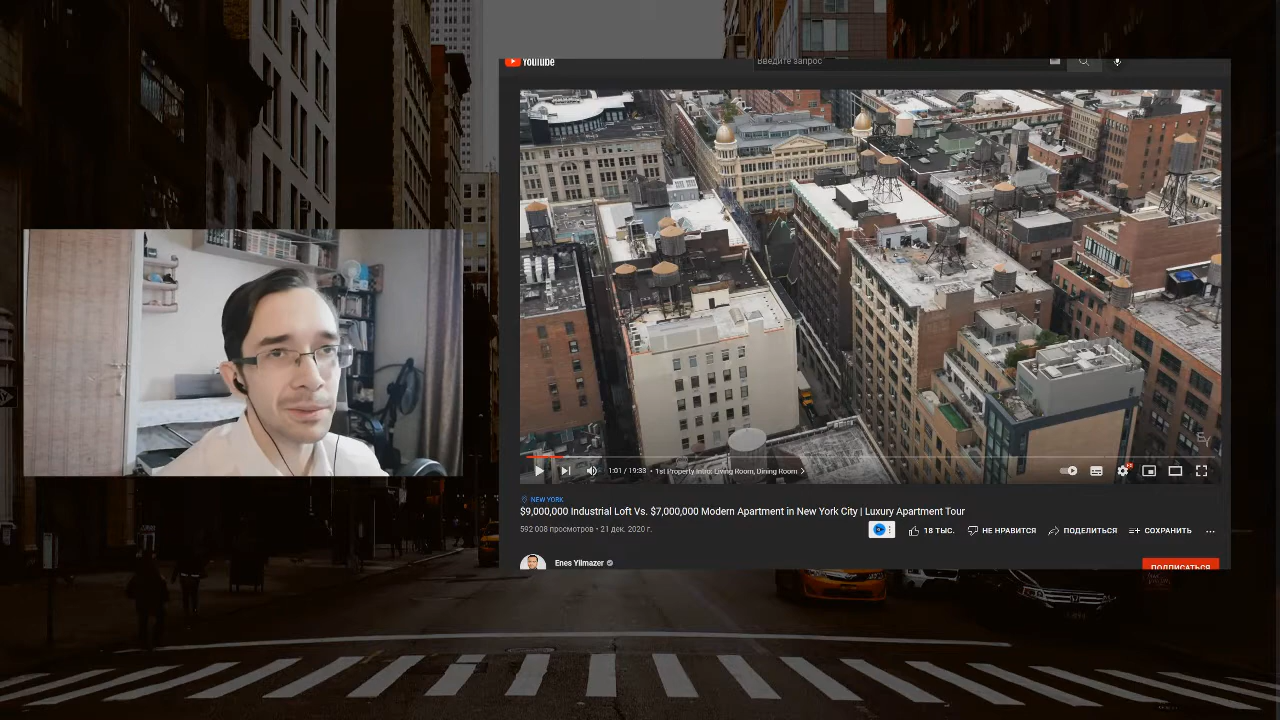 YouTube
Введите запрос
EY
1:01 / 19:33 • 1st Property Intro: Living Room, Dining Room
NEW YORK
$9,000,000 Industrial Loft Vs. $7,000,000 Modern Apartment in New York City | Luxury Apartment Tour
592 008 просмотров • 21 дек. 2020 г.
18 ТЫС.
НЕ НРАВИТСЯ
ПОДЕЛИТЬСЯ
СОХРАНИТЬ
Enes Yilmazer
ПОДПИСАТЬСЯ